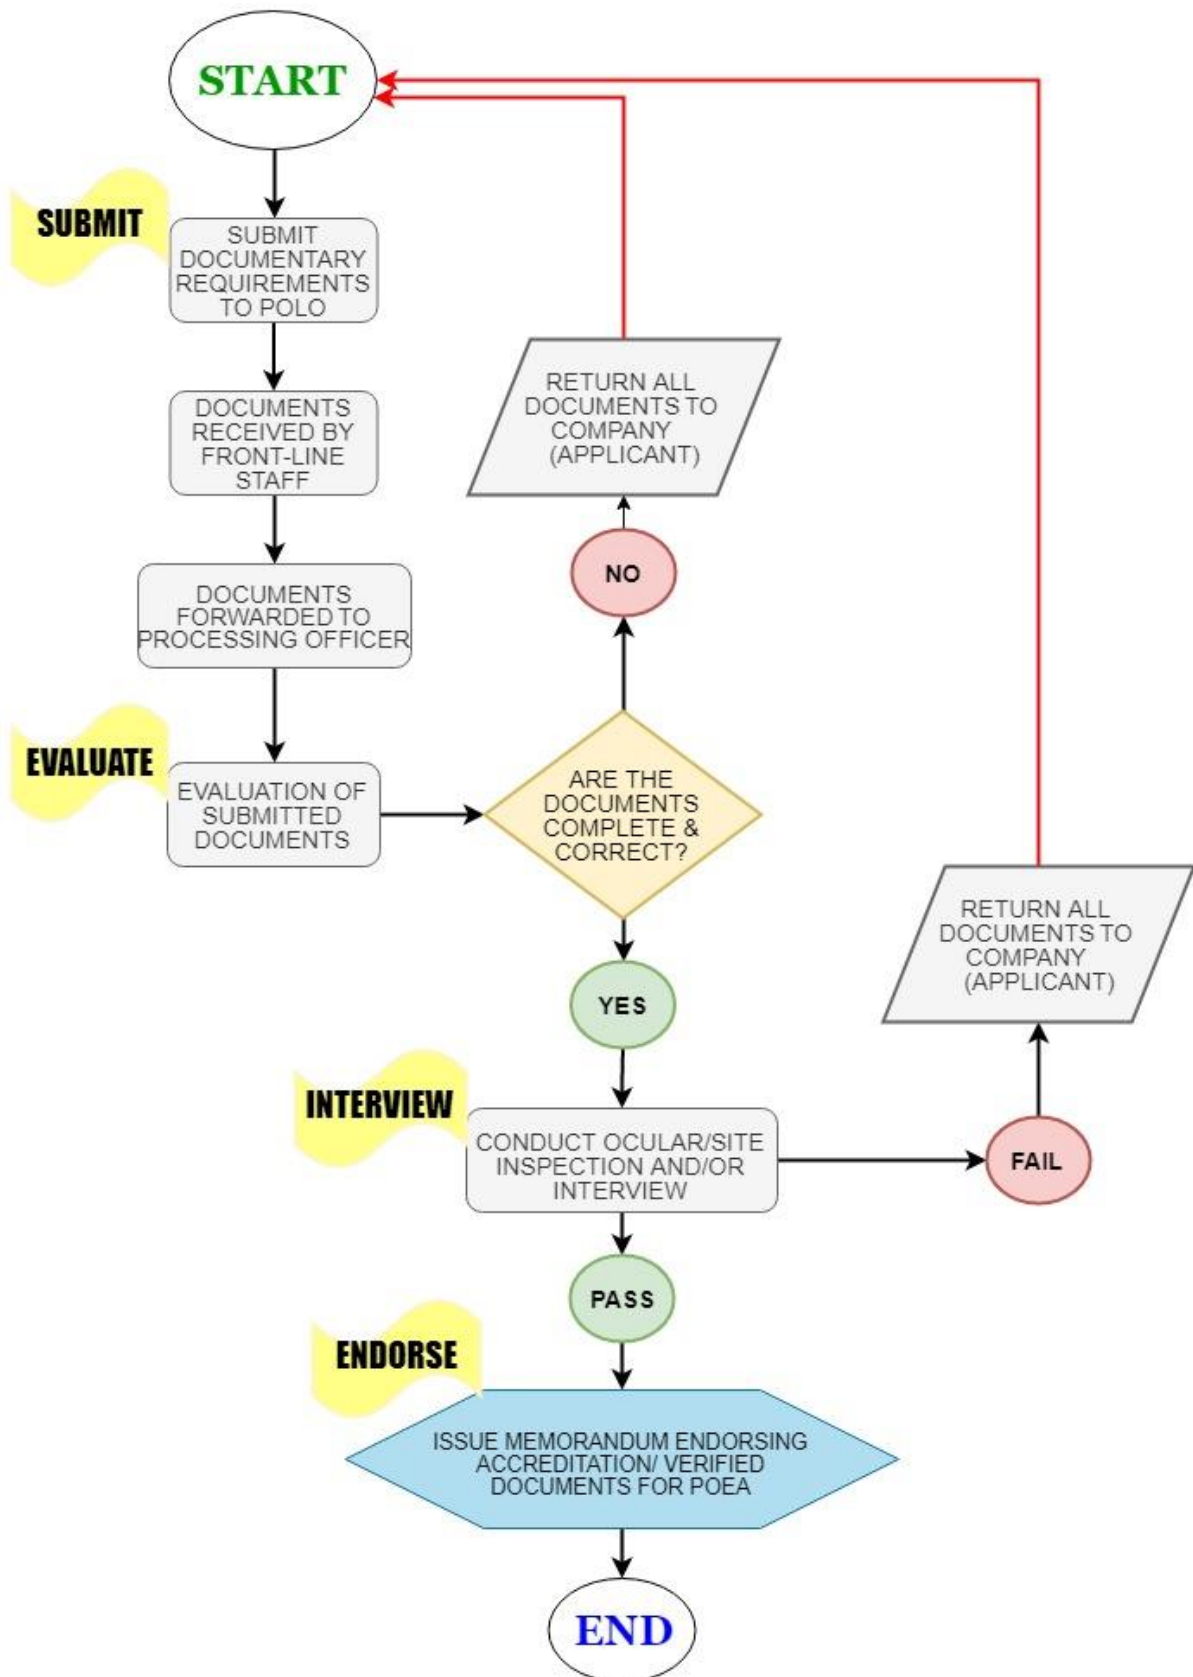 START
SUBMIT
SUBMIT
DOCUMENTARY
REQUIREMENTS
TO POLO
DOCUMENTS
RECEIVED BY
FRONT-LINE
STAFF
DOCUMENTS
FORWARDED TO
PROCESSING OFFICER
EVALUATE
EVALUATION OF
SUBMITTED
DOCUMENTS
ARE THE
DOCUMENTS
COMPLETE &
CORRECT?
NO
RETURN ALL
DOCUMENTS TO
COMPANY
(APPLICANT)
YES
INTERVIEW
CONDUCT OCULAR/SITE
INSPECTION AND/OR
INTERVIEW
FAIL
RETURN ALL
DOCUMENTS TO
COMPANY
(APPLICANT)
PASS
ENDORSE
ISSUE MEMORANDUM ENDORSING
ACCREDITATION/ VERIFIED
DOCUMENTS FOR POEA
END